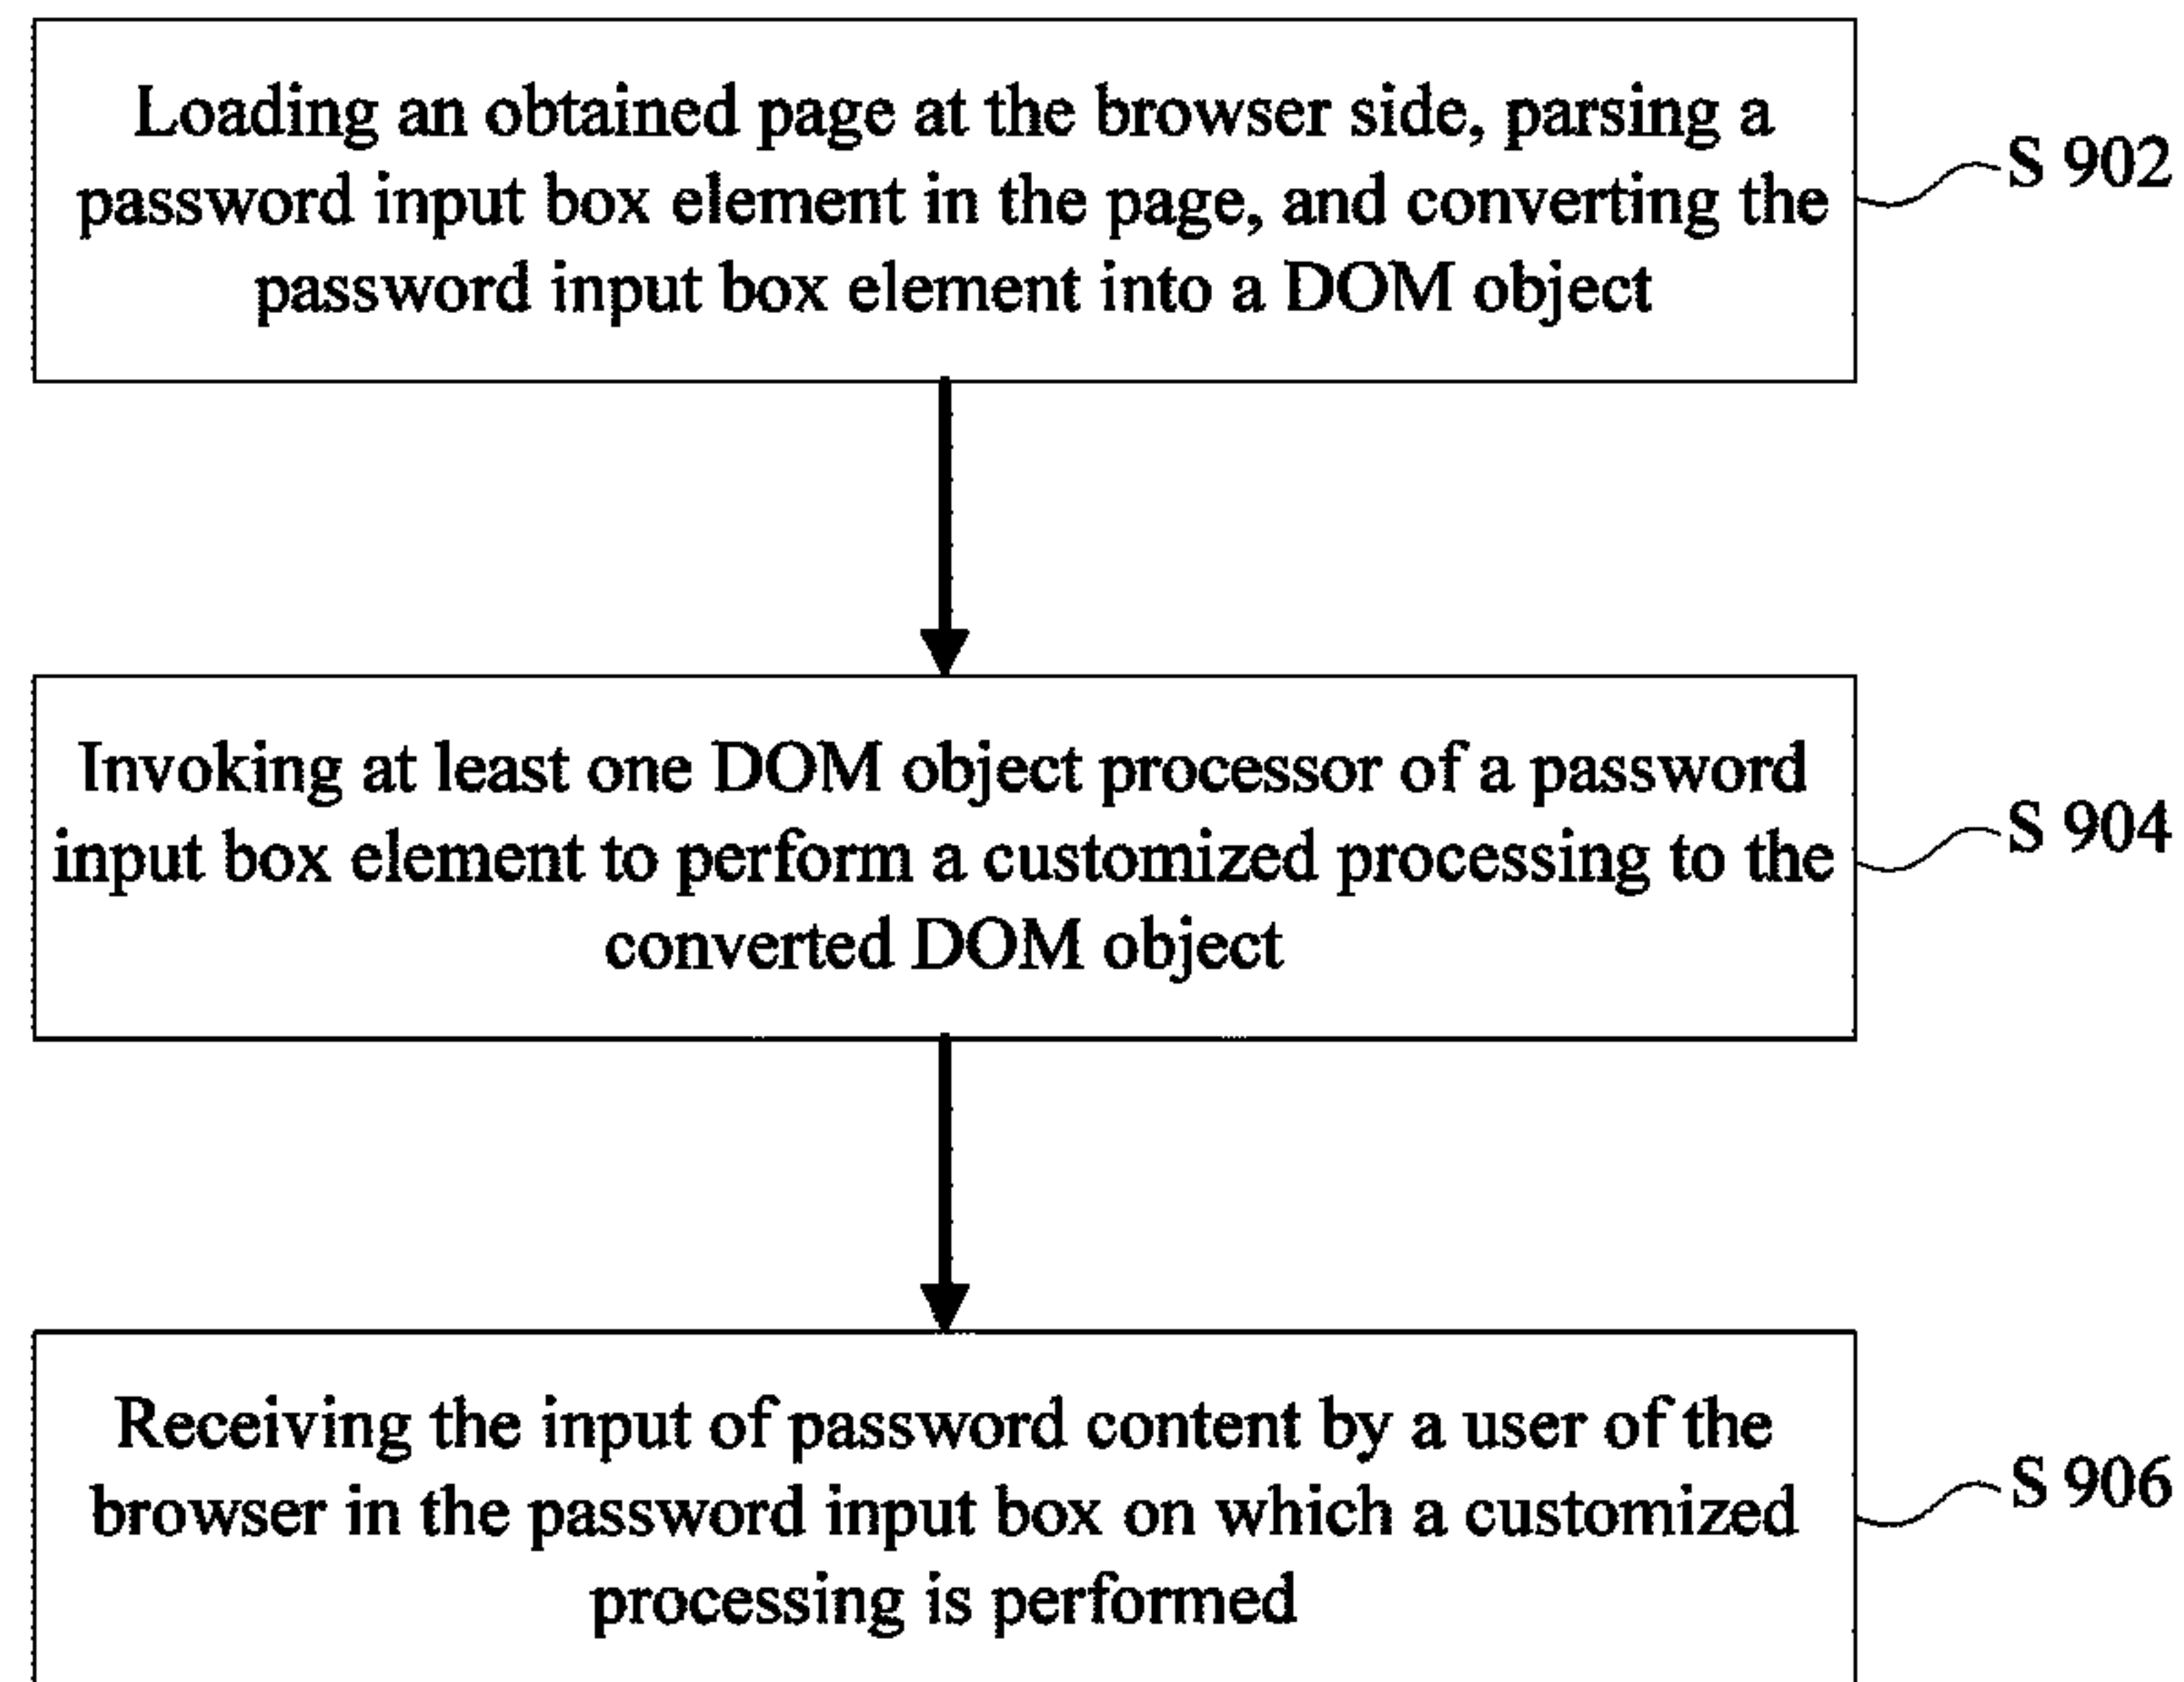 Loading an obtained page at the browser side, parsing a
password input box element in the page, and converting the
password input box element into a DOM object
S 902
Invoking at least one DOM object processor of a password
input box element to perform a customized processing to the
converted DOM object
S 904
Receiving the input of password content by a user of the
browser in the password input box on which a customized
processing is performed
S 906